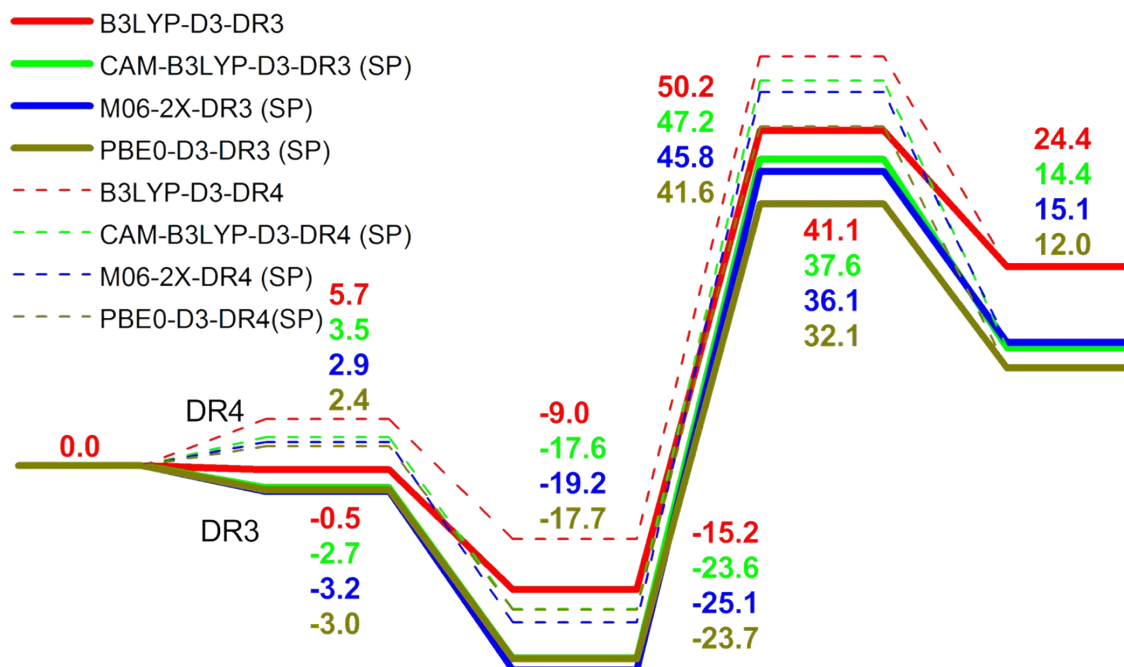 B3LYP-D3-DR3
CAM-B3LYP-D3-DR3 (SP)
M06-2X-DR3 (SP)
PBE0-D3-DR3 (SP)
B3LYP-D3-DR4
CAM-B3LYP-D3-DR4 (SP)
M06-2X-DR4 (SP)
PBE0-D3-DR4(SP)
5.7
3.5
2.9
2.4
DR4
0.0
DR3
-0.5
-2.7
-3.2
-3.0
-9.0
-17.6
-19.2
-17.7
-15.2
-23.6
-25.1
-23.7
50.2
47.2
45.8
41.6
41.1
37.6
36.1
32.1
24.4
14.4
15.1
12.0